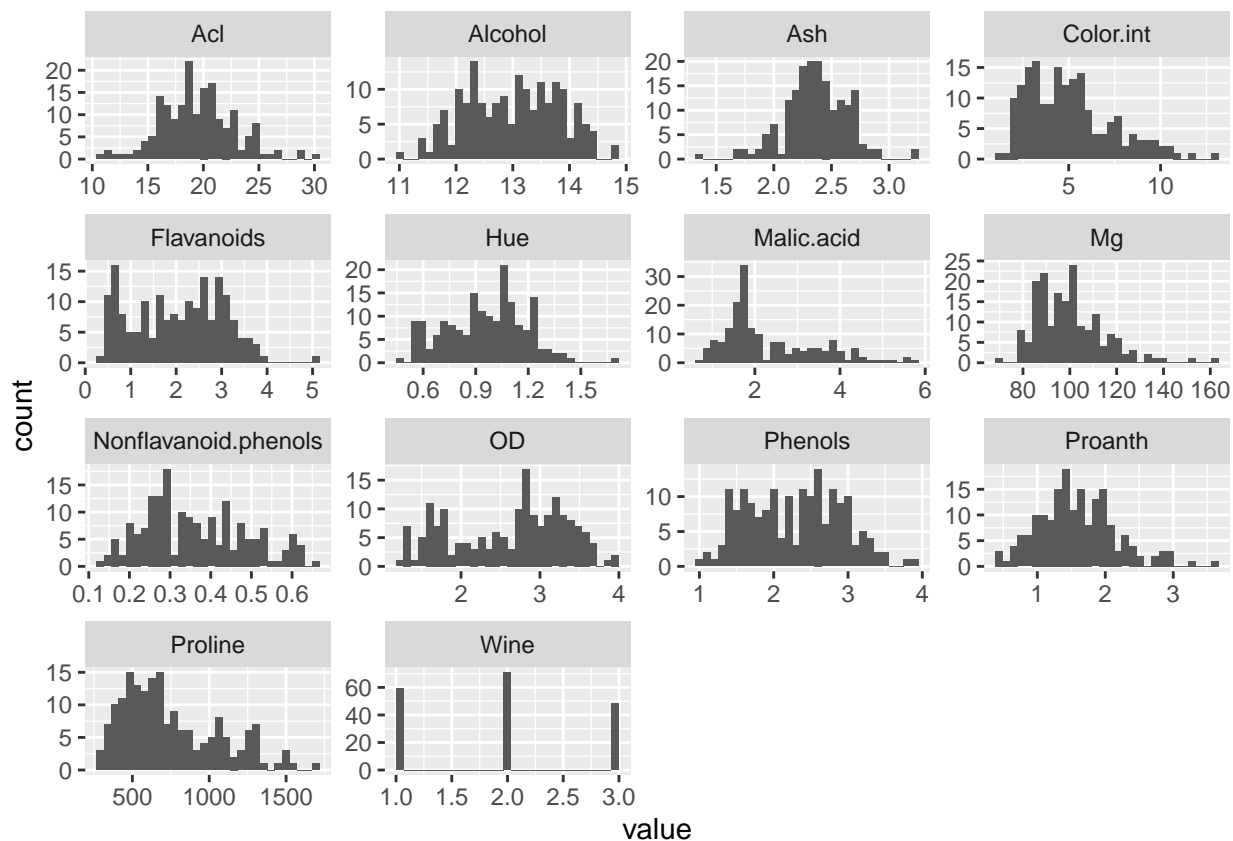 Acl Alcohol Ash Color.int
20 15 10 5 0
10 5 0
20 15 10 5 0
15 10 5 0
10 15 20 25 30
11 12 13 14 15
1.5 2.0 2.5 3.0
5 10
Flavanoids Hue Malic.acid Mg
15 10 5 0
20 15 10 5 0
30 20 10 0
25 20 15 10 5 0
0 1 2 3 4 5
0.6 0.9 1.2 1.5
2 4 6
80 100 120 140 160
count
Nonflavanoid.phenols OD Phenols Proanth
15 10 5 0
15 10 5 0
10 5 0
15 10 5 0
0.1 0.2 0.3 0.4 0.5 0.6
2 3 4
1 2 3 4
1 2 3
Proline Wine
15 10 5 0
60 40 20 0
500 1000 1500
1.0 1.5 2.0 2.5 3.0
value